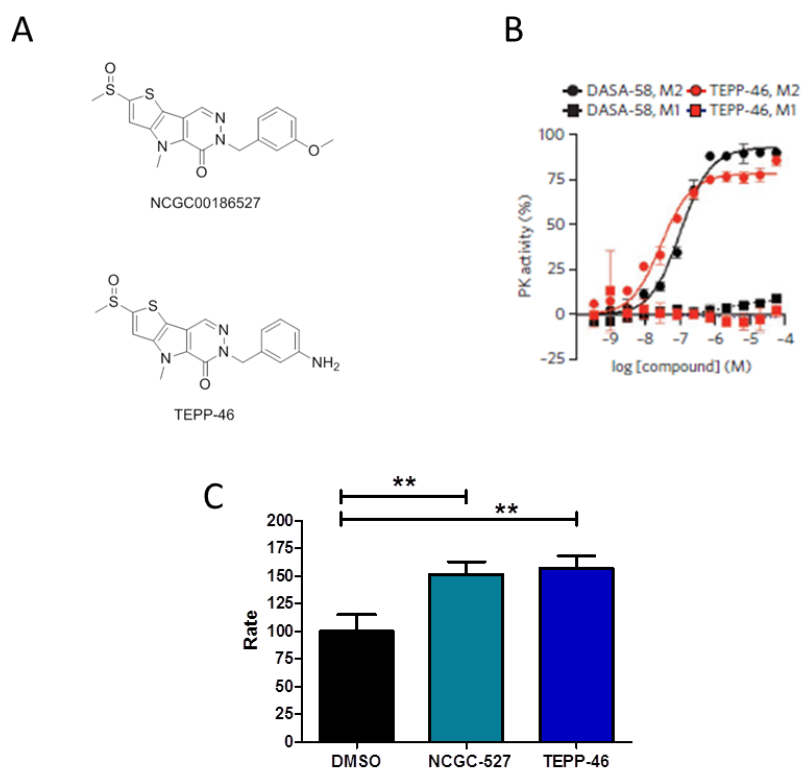 A
O
S
S
N
N
N
O
O
NCGC00186527
O
S
S
N
N
N
O
NH2
TEPP-46
B
DASA-58, M2 TEPP-46, M2
DASA-58, M1 TEPP-46, M1
PK activity (%)
100
75
50
25
0
-25
-9 -8 -7 -6 -5 -4
log [compound] (M)
C
**
**
Rate
200
175
150
125
100
75
50
25
0
DMSO NCGC-527 TEPP-46